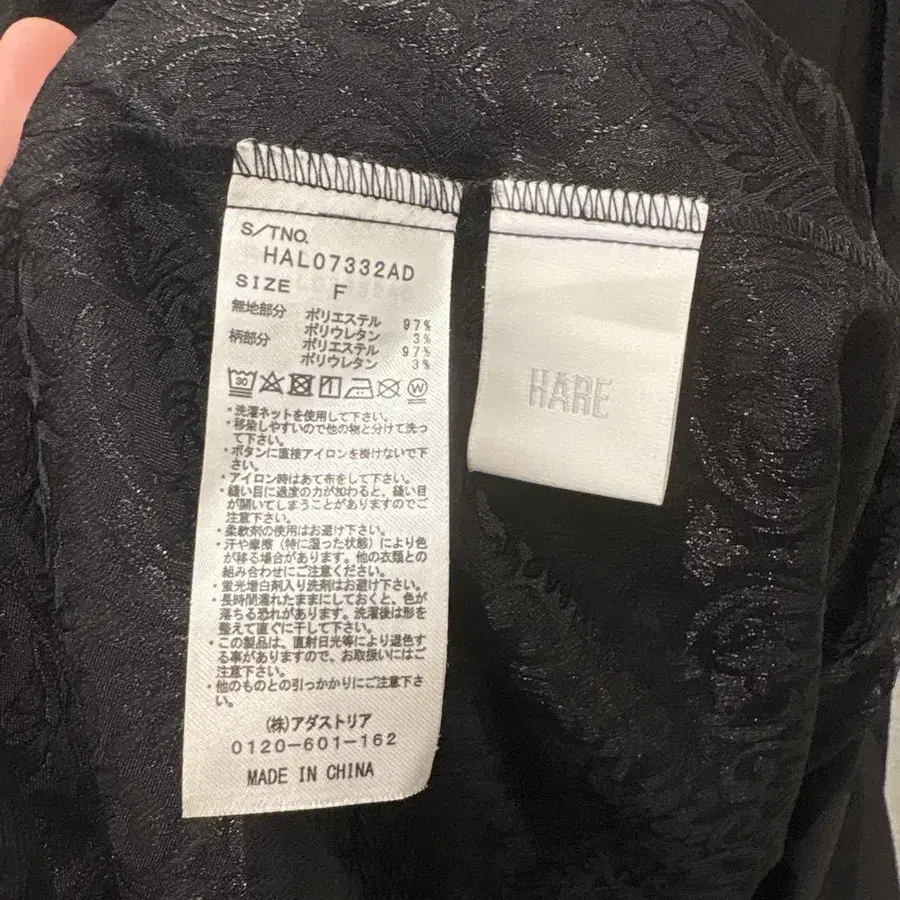 S/TNO.
HAL07332AD
SIZE F
無地部分 ポリエステル 97%
ポリウレタン 3%
柄部分 ポリエステル 97%
ポリウレタン 3%
30 W
・洗濯ネットを使用して下さい。
・移染しやすいので他の物と分けて洗っ
て下さい。
・ボタンに直接アイロンを掛けないで下
さい。
・アイロン時はあて布をして下さい。
・縫い目に過度の力が加わると、縫い目
が開いてしまうことがありますのでご
注意下さい。
・柔軟剤の使用はお避け下さい。
・汗や摩擦（特に湿った状態）により色
が移る場合があります。他の衣類との
組み合わせにご注意ください。
・蛍光増白剤入り洗剤はお避け下さい。
・長時間濡れたままにしておくと、色が
落ちる恐れがあります。洗濯後は形を
整えて直ぐに干して下さい。
・この製品は、直射日光等により退色す
る事がありますので、お取扱いにはご
注意下さい。
・他のものとの引っかかりにご注意下さ
い。
(株)アダストリア
0120-601-162
MADE IN CHINA
HARE